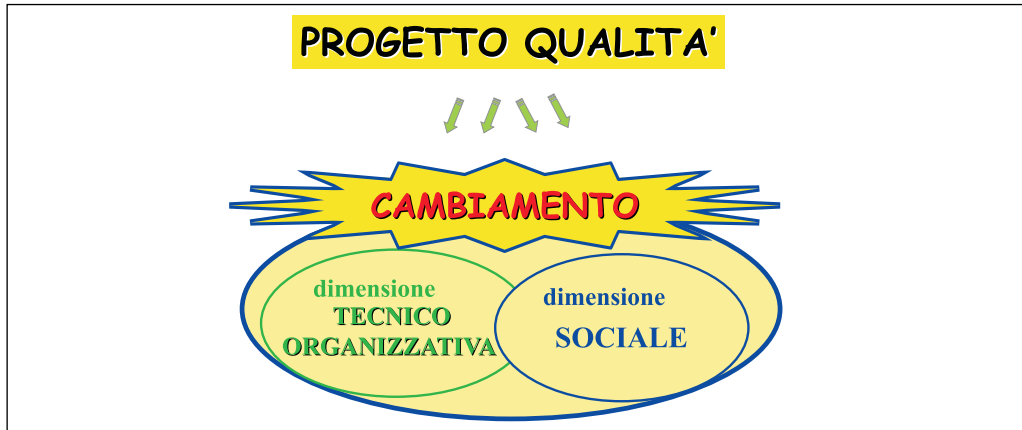 PROGETTO QUALITA'
CAMBIAMENTO
dimensione
TECNICO
ORGANIZZATIVA
dimensione
SOCIALE